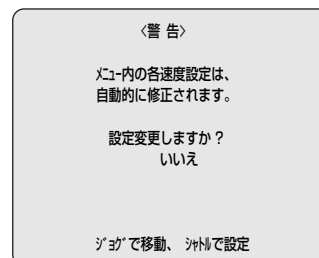 〈警 告〉
ﾒﾆｭｰ内の各速度設定は、
自動的に修正されます。
設定変更しますか？
いいえ
ｼﾞｮｸﾞで移動、 ｼｬﾄﾙで設定